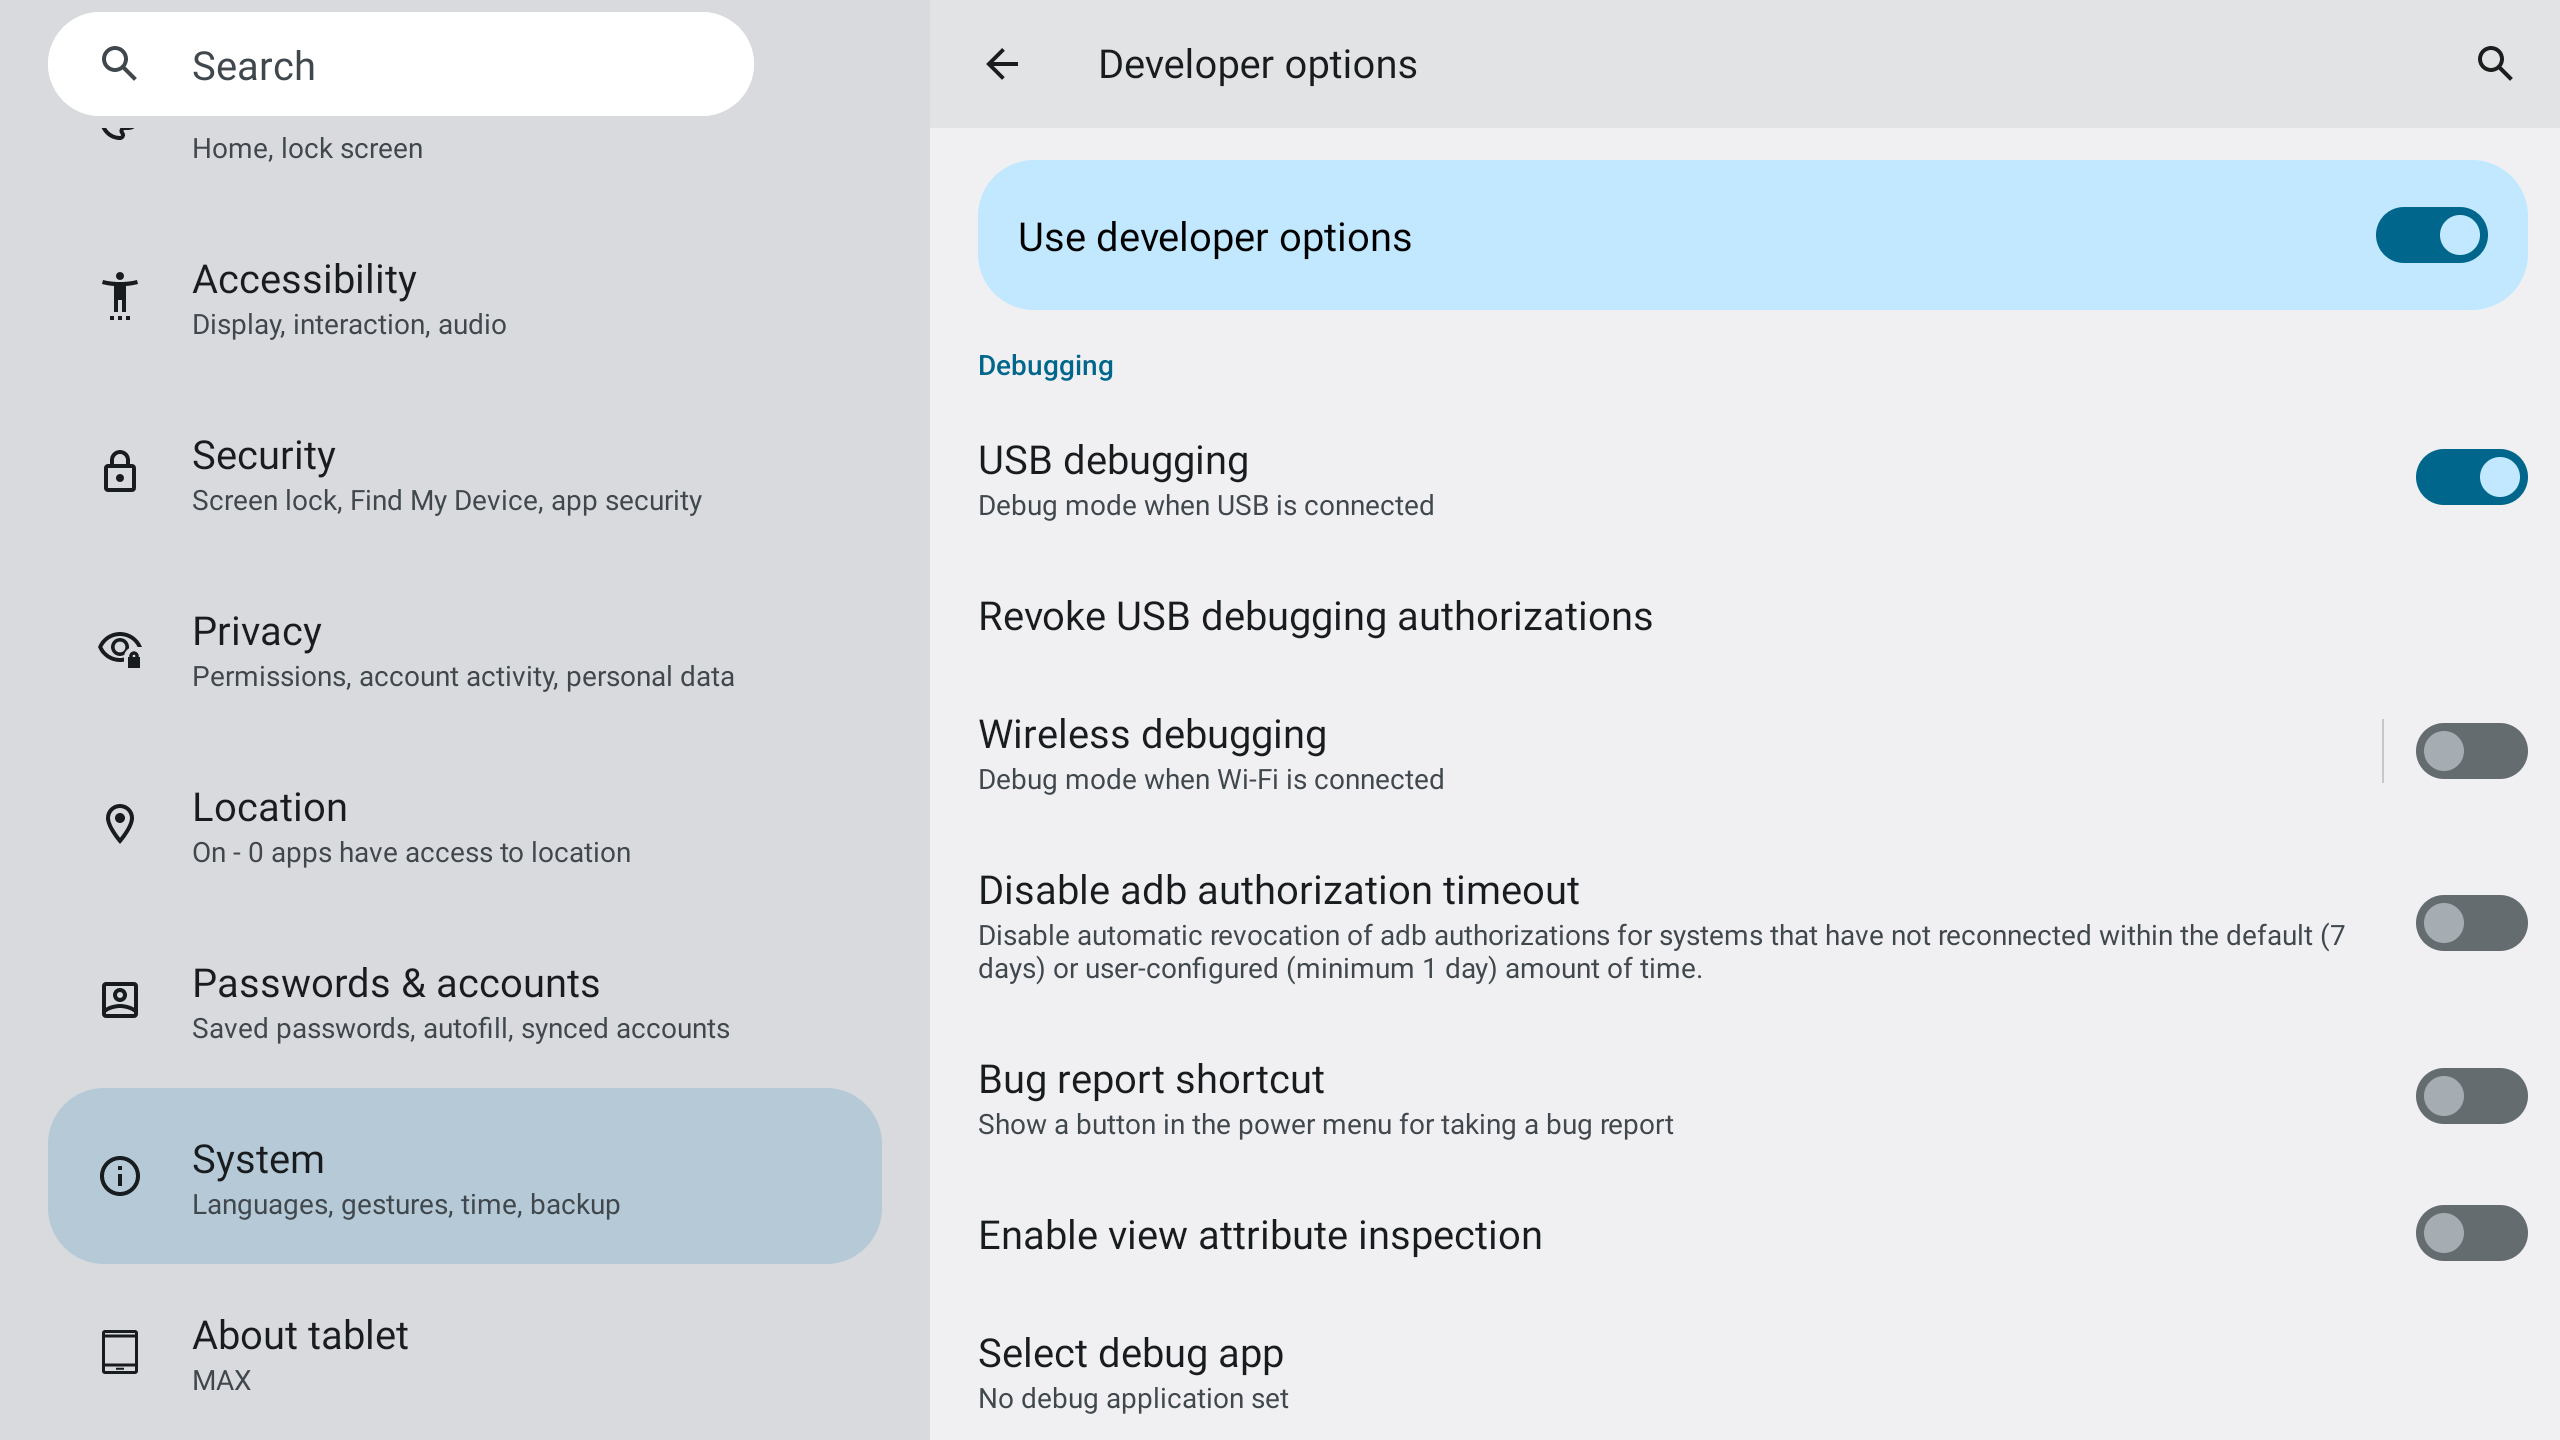 Search
Home, lock screen
Accessibility
Display, interaction, audio
Security
Screen lock, Find My Device, app security
Privacy
Permissions, account activity, personal data
Location
On - 0 apps have access to location
Passwords & accounts
Saved passwords, autofill, synced accounts
System
Languages, gestures, time, backup
About tablet
MAX
Developer options
Use developer options
Debugging
USB debugging
Debug mode when USB is connected
Revoke USB debugging authorizations
Wireless debugging
Debug mode when Wi-Fi is connected
Disable adb authorization timeout
Disable automatic revocation of adb authorizations for systems that have not reconnected within the default (7
days) or user-configured (minimum 1 day) amount of time.
Bug report shortcut
Show a button in the power menu for taking a bug report
Enable view attribute inspection
Select debug app
No debug application set